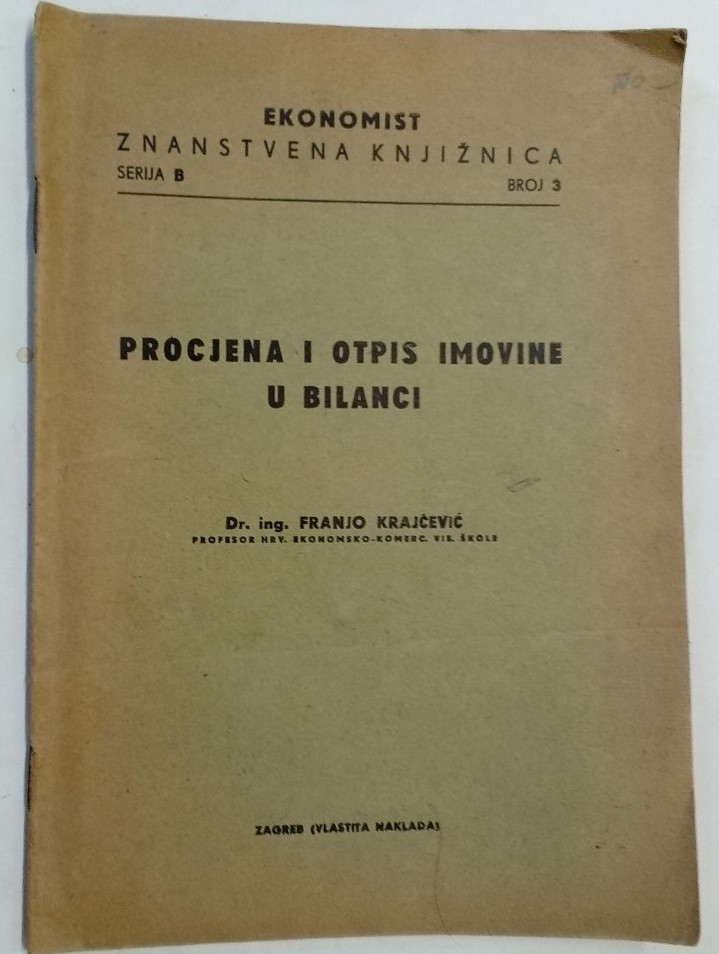 EKONOMIST
ZNANSTVENA KNJIŽNICA
SERIJA B BROJ 3
PROCJENA I OTPIS IMOVINE
U BILANCI
Dr. ing. FRANJO KRAJČEVIĆ
PROFESOR HRV. EKONOMSKO-KOMERC. VIS. ŠKOLE
ZAGREB (VLASTITA NAKLADA)